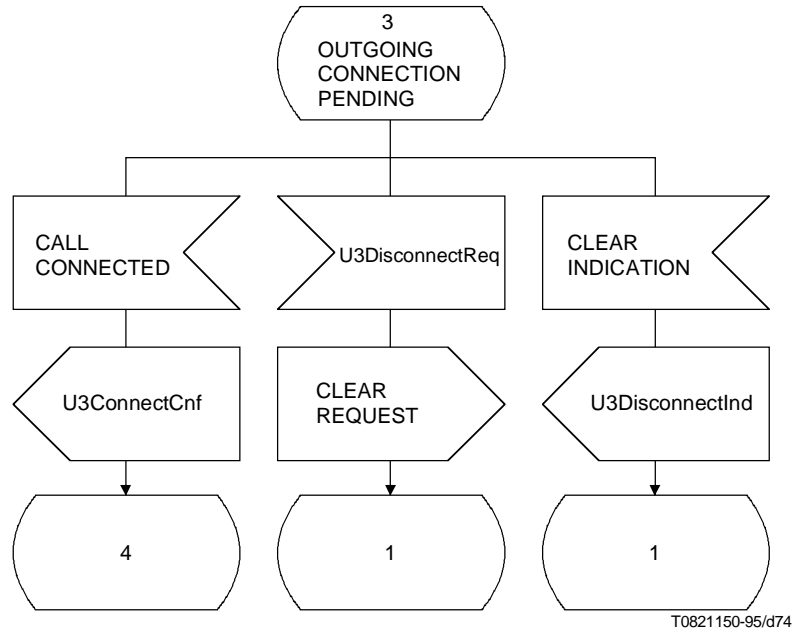 3
OUTGOING
CONNECTION
PENDING
CALL
CONNECTED
U3DisconnectReq
CLEAR
INDICATION
U3ConnectCnf
CLEAR
REQUEST
U3DisconnectInd
4
1
1
T0821150-95/d74